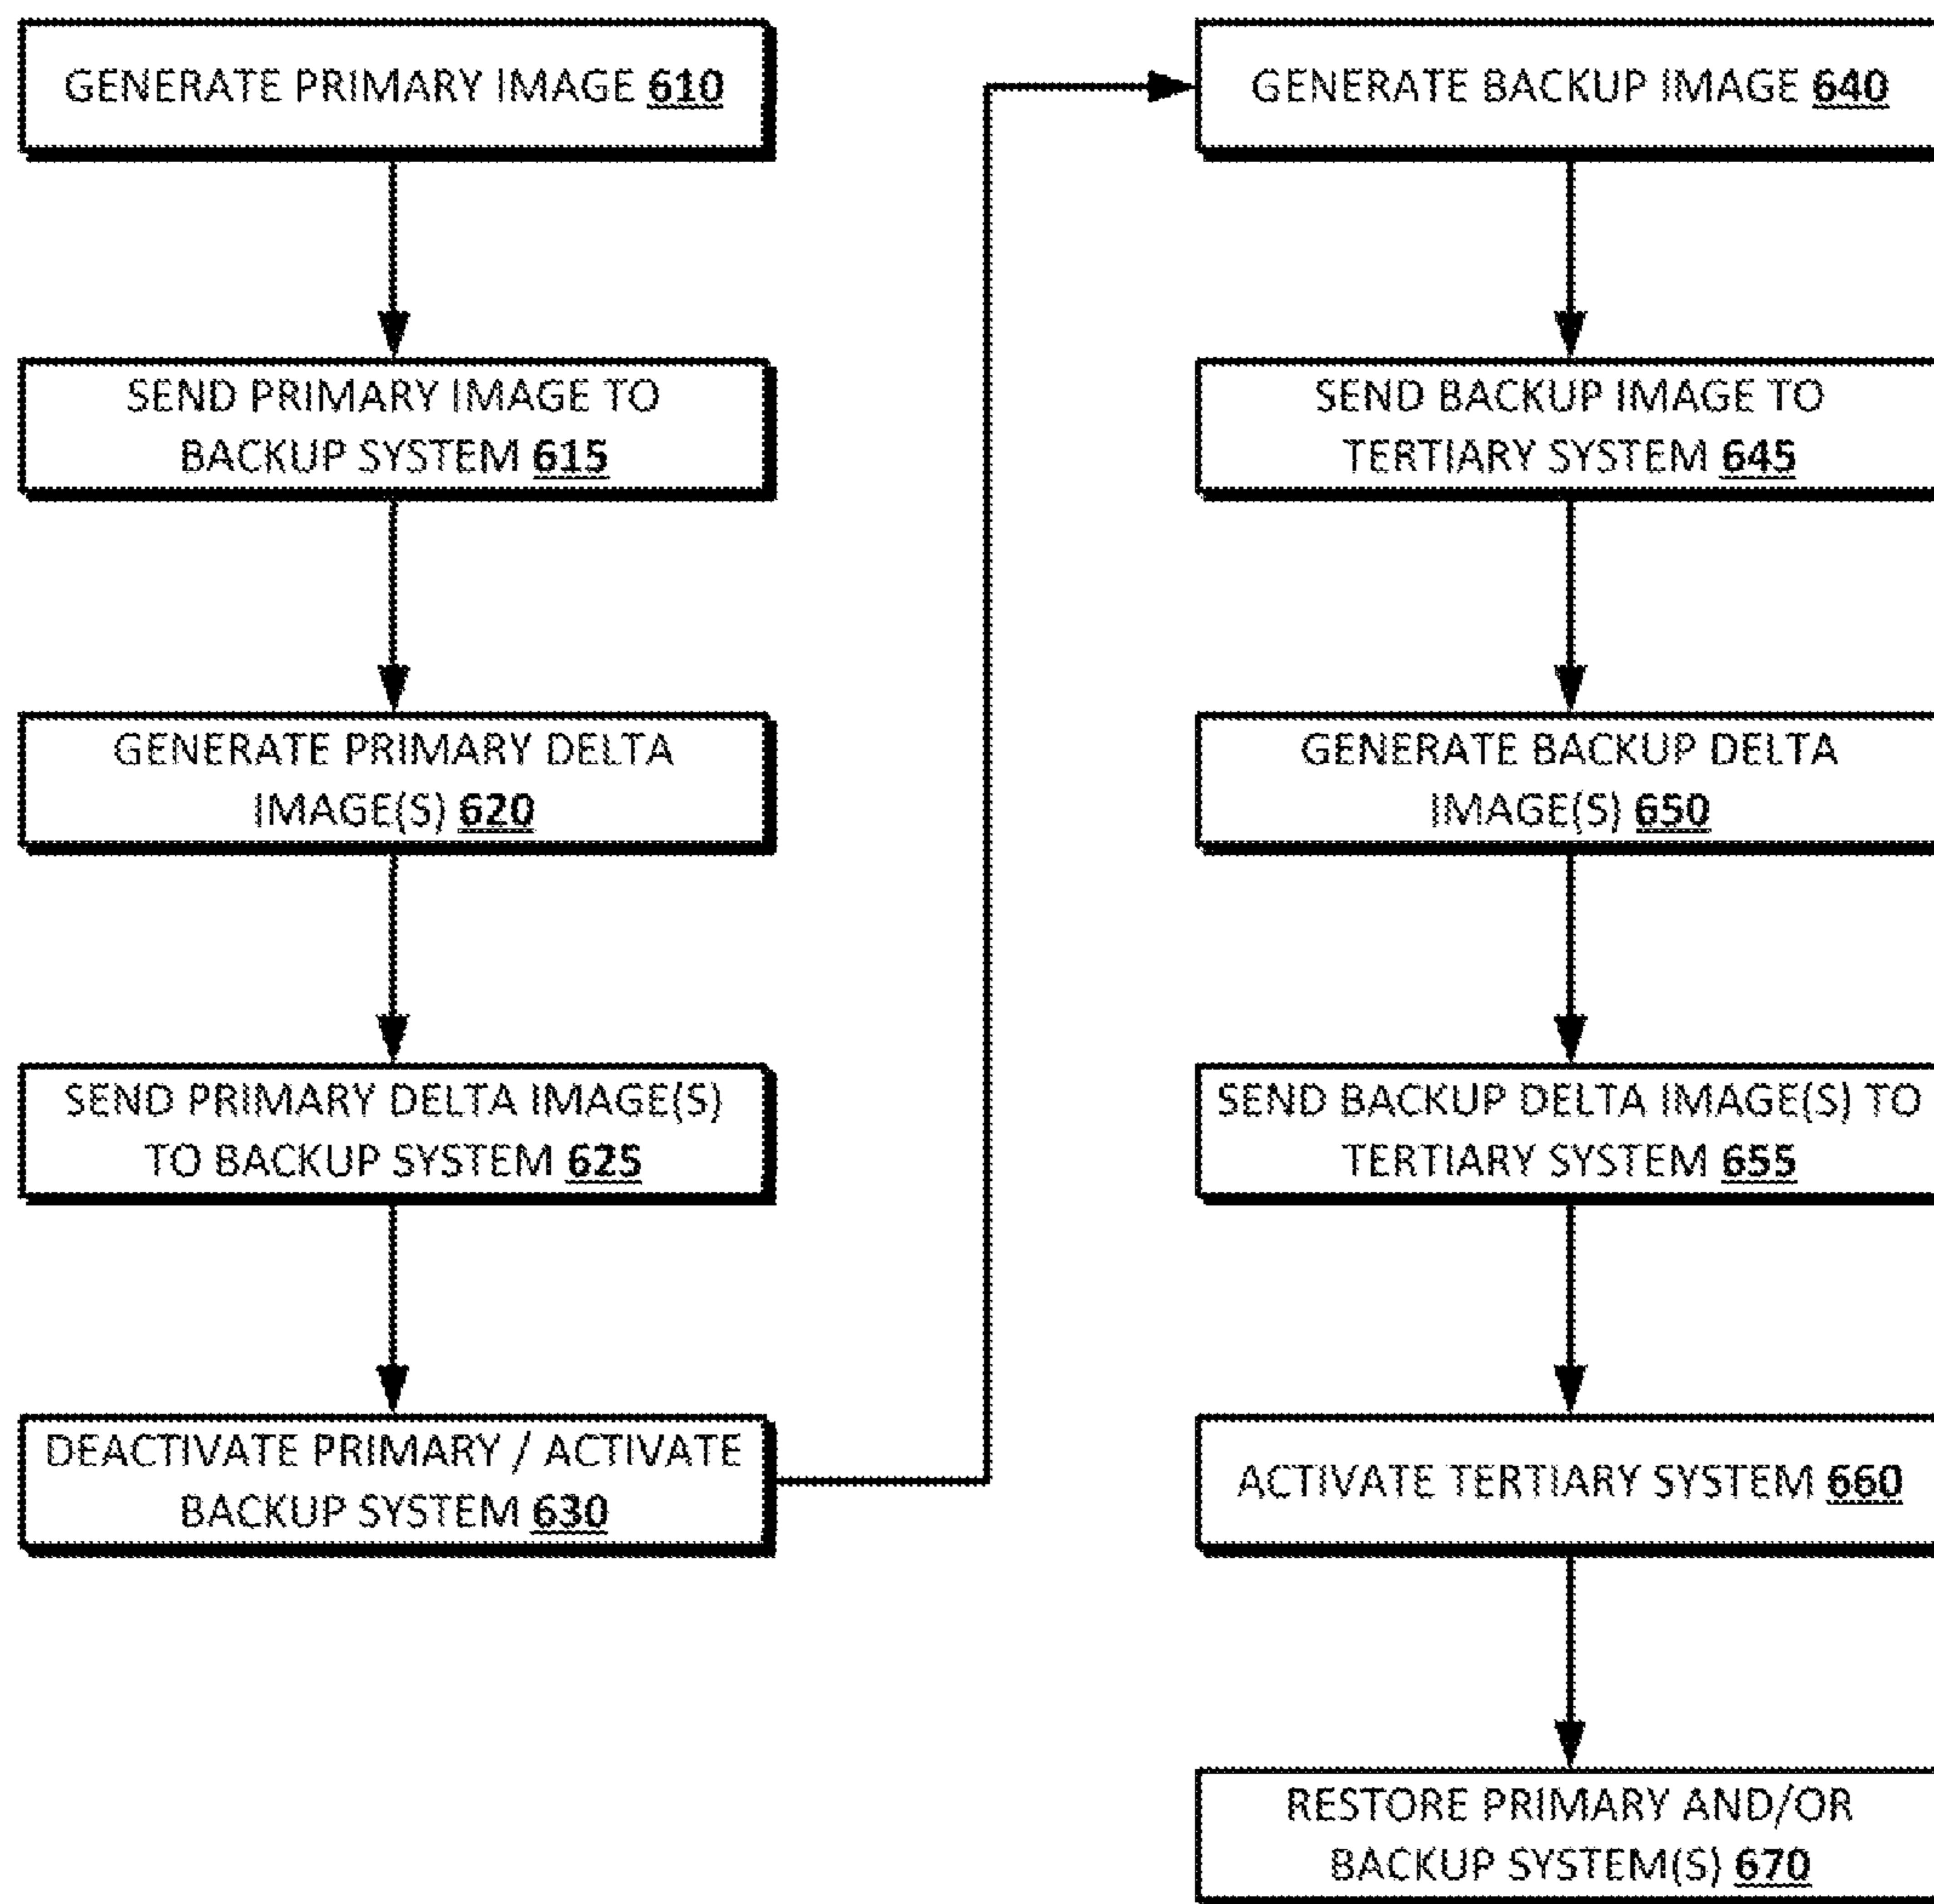 GENERATE PRIMARY IMAGE 610
SEND PRIMARY IMAGE TO
BACKUP SYSTEM 615
GENERATE PRIMARY DELTA
IMAGE(S) 620
SEND PRIMARY DELTA IMAGE(S)
TO BACKUP SYSTEM 625
DEACTIVATE PRIMARY / ACTIVATE
BACKUP SYSTEM 630
GENERATE BACKUP IMAGE 640
SEND BACKUP IMAGE TO
TERTIARY SYSTEM 645
GENERATE BACKUP DELTA
IMAGE(S) 650
SEND BACKUP DELTA IMAGE(S) TO
TERTIARY SYSTEM 655
ACTIVATE TERTIARY SYSTEM 660
RESTORE PRIMARY AND/OR
BACKUP SYSTEM(S) 670